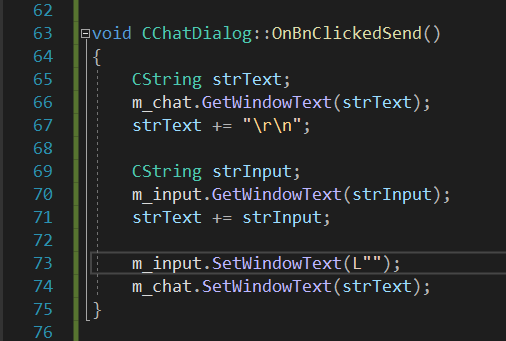 62
63 void CChatDialog::OnBnClickedSend()
64 {
65 CString strText;
66 m_chat.GetWindowText(strText);
67 strText += "\r\n";
68
69 CString strInput;
70 m_input.GetWindowText(strInput);
71 strText += strInput;
72
73 m_input.SetWindowText(L"");
74 m_chat.SetWindowText(strText);
75 }
76